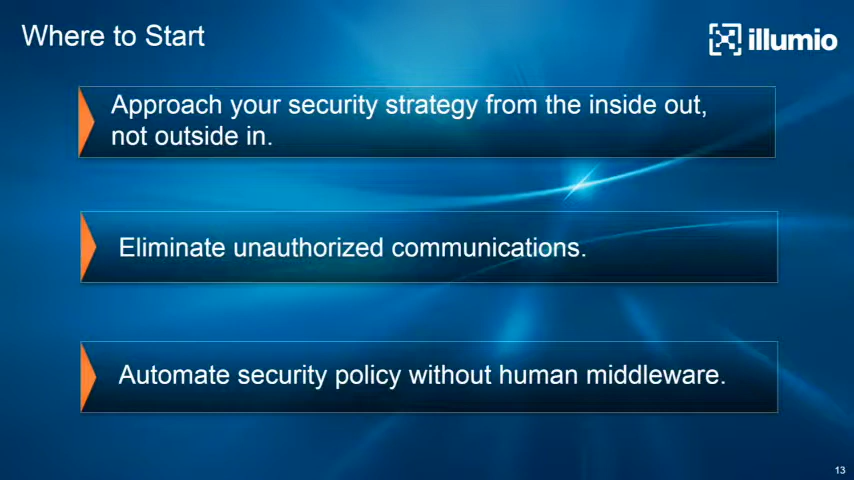 Where to Start
illumio
Approach your security strategy from the inside out,
not outside in.
Eliminate unauthorized communications.
Automate security policy without human middleware.
13